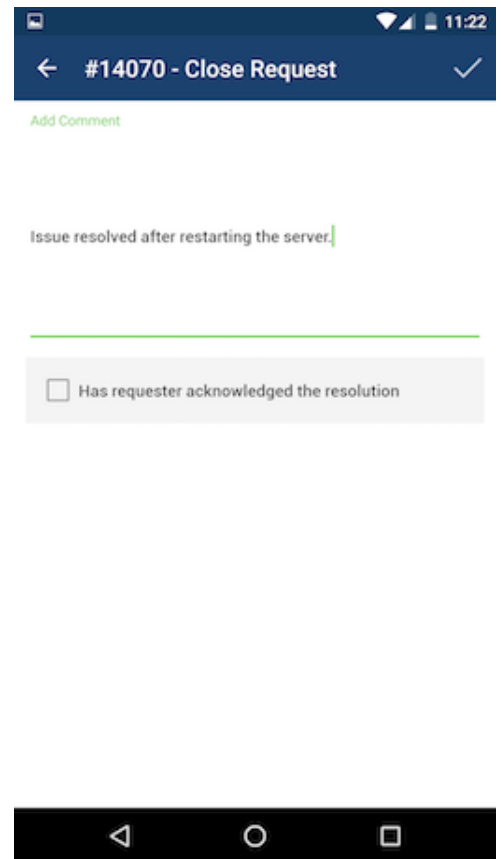 11:22
#14070 - Close Request
Add Comment
Issue resolved after restarting the server.
Has requester acknowledged the resolution